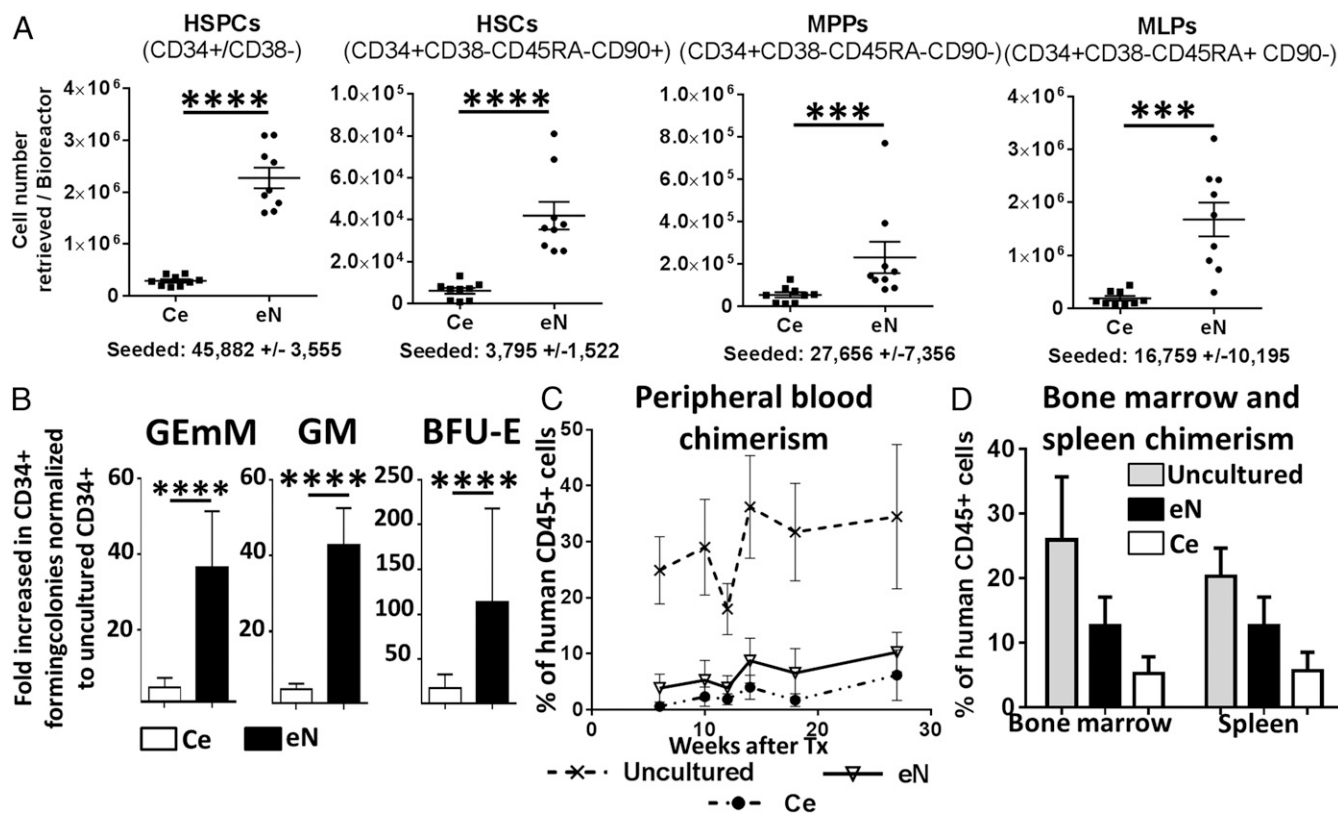 A
HSPCs
(CD34+/CD38-)
HSCs
(CD34+CD38-CD45RA-CD90+)
MPPs
(CD34+CD38-CD45RA-CD90-)
MLPs
(CD34+CD38-CD45RA+ CD90-)
Cell number
retrieved / Bioreactor
4×10⁶
3×10⁶
2×10⁶
1×10⁶
0
****
Ce
eN
Seeded: 45,882 +/- 3,555
1.0×10⁵
8.0×10⁴
6.0×10⁴
4.0×10⁴
2.0×10⁴
0
****
Ce
eN
Seeded: 3,795 +/-1,522
1.0×10⁶
8.0×10⁵
6.0×10⁵
4.0×10⁵
2.0×10⁵
0
***
Ce
eN
Seeded: 27,656 +/-7,356
4×10⁶
3×10⁶
2×10⁶
1×10⁶
0
***
Ce
eN
Seeded: 16,759 +/-10,195
B
Fold increased in CD34+
formingcolonies normalized
to uncultured CD34+
GEmM
60
40
20
****
GM
60
40
20
****
BFU-E
250
200
150
100
50
****
Ce
eN
C
Peripheral blood
chimerism
% of human CD45+ cells
50
40
30
20
10
0
0
10
20
30
Weeks after Tx
Uncultured
eN
Ce
D
Bone marrow and
spleen chimerism
% of human CD45+ cells
40
30
20
10
0
Uncultured
eN
Ce
Bone marrow
Spleen